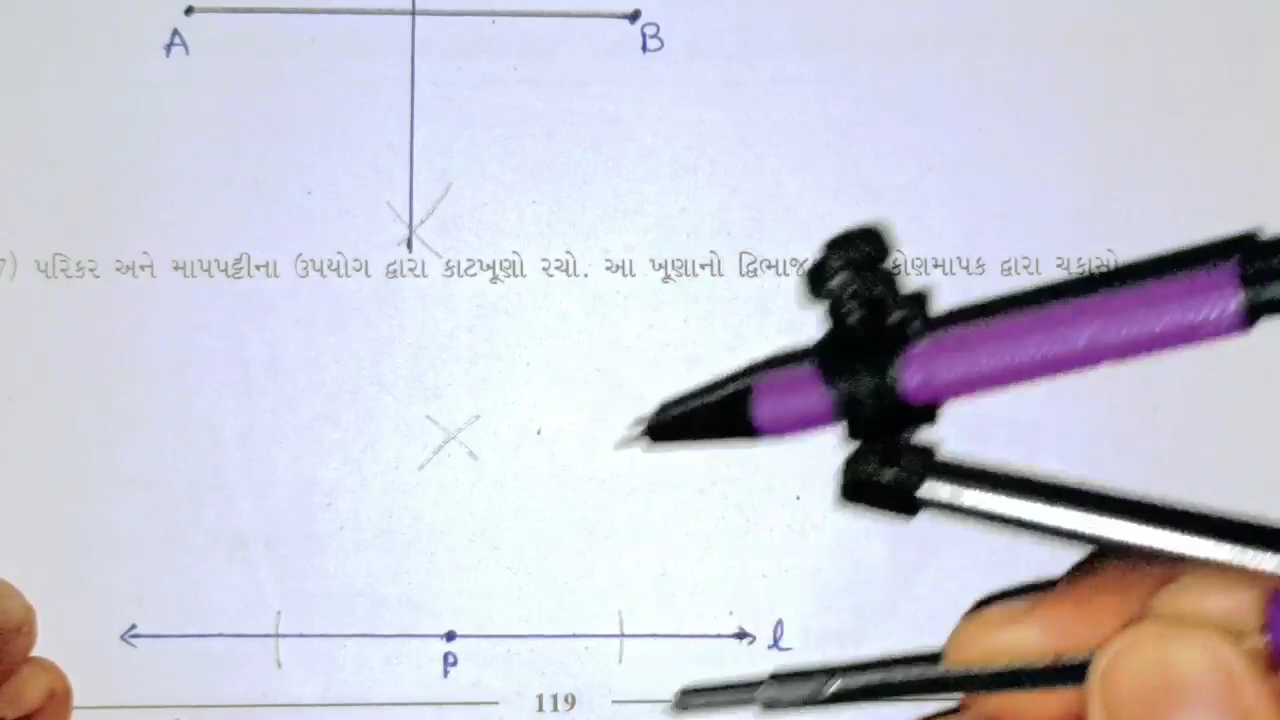 A B
7) પરિકર અને માપપટ્ટીના ઉપયોગ દ્વારા કાટખૂણો રચો. આ ખૂણાનો કોણમાપક દ્વારા ચકાસો
l
P
119